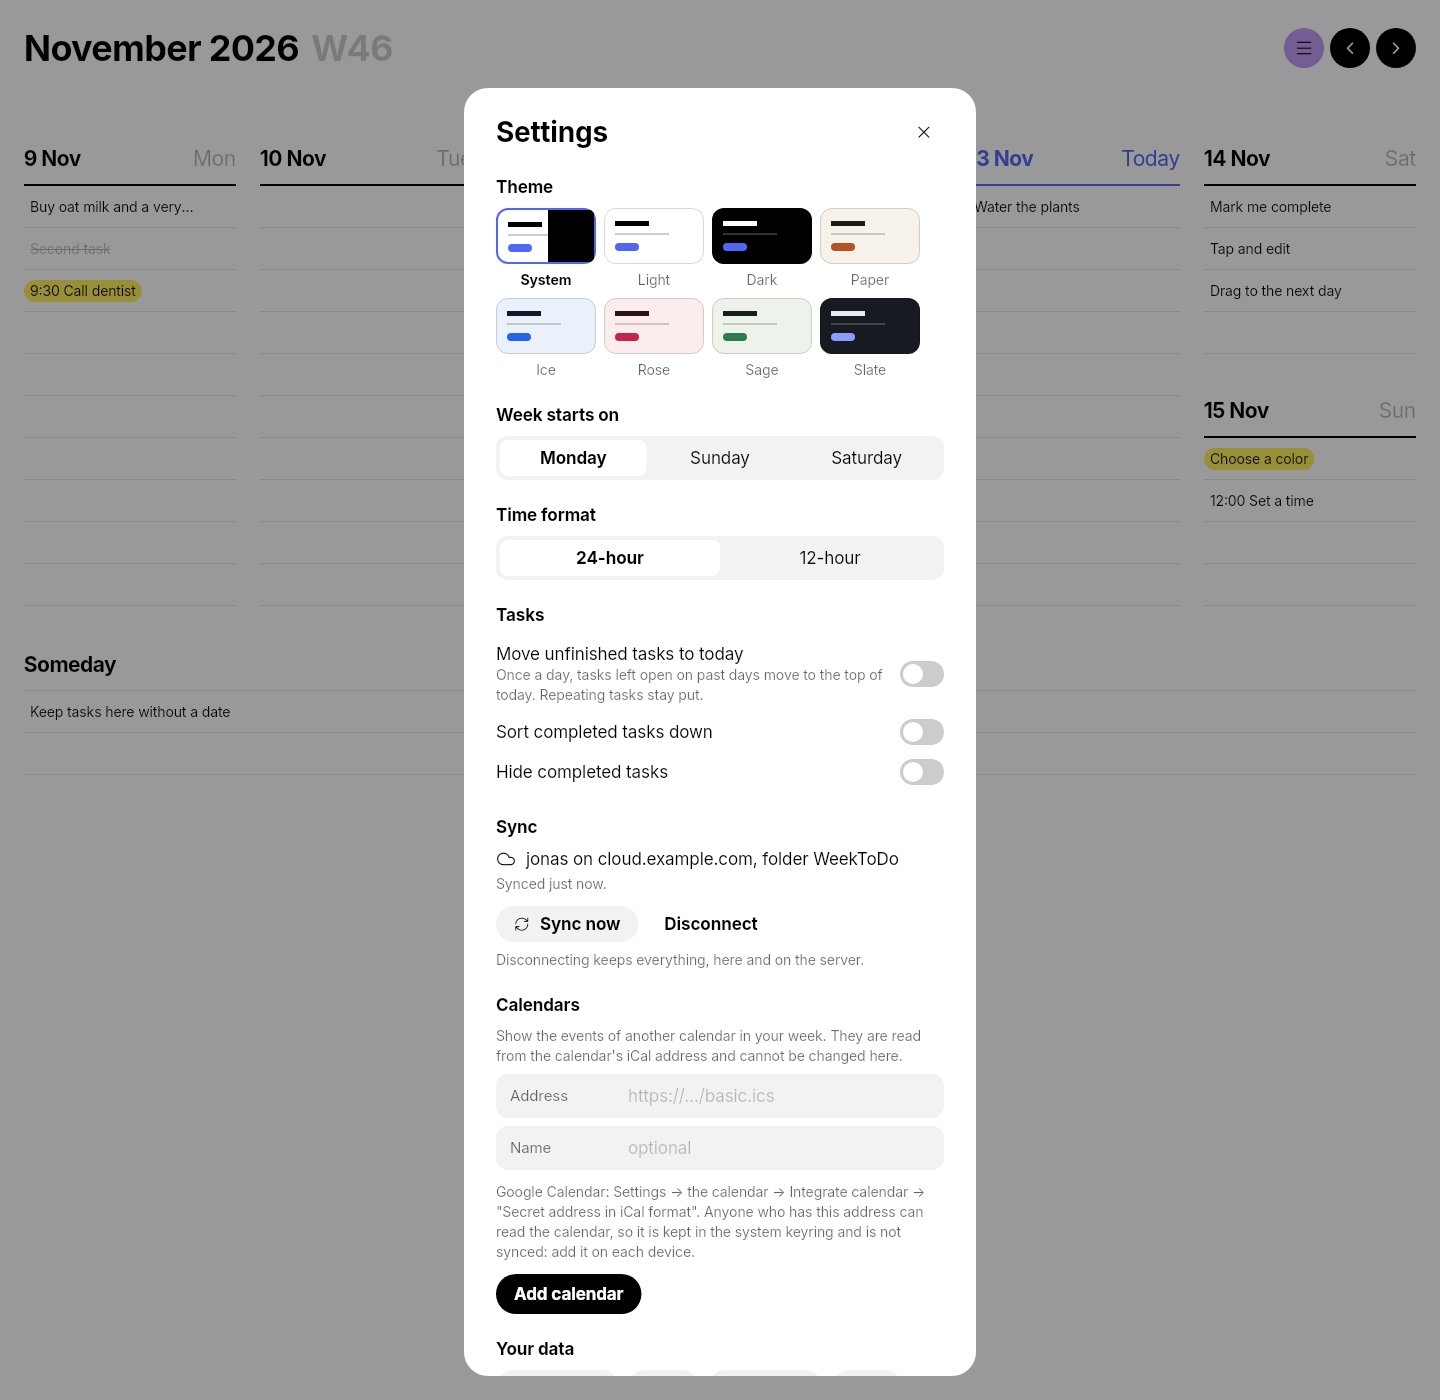 November 2026 W46
9 Nov Mon
10 Nov Tue
3 Nov Today
14 Nov Sat
Buy oat milk and a very...
Second task
9:30 Call dentist
Water the plants
Mark me complete
Tap and edit
Drag to the next day
15 Nov Sun
Choose a color
12:00 Set a time
Someday
Keep tasks here without a date
Settings
Theme
System Light Dark Paper
Ice Rose Sage Slate
Week starts on
Monday Sunday Saturday
Time format
24-hour 12-hour
Tasks
Move unfinished tasks to today
Once a day, tasks left open on past days move to the top of
today. Repeating tasks stay put.
Sort completed tasks down
Hide completed tasks
Sync
jonas on cloud.example.com, folder WeekToDo
Synced just now.
Sync now Disconnect
Disconnecting keeps everything, here and on the server.
Calendars
Show the events of another calendar in your week. They are read
from the calendar's iCal address and cannot be changed here.
Address https://.../basic.ics
Name optional
Google Calendar: Settings → the calendar → Integrate calendar →
"Secret address in iCal format". Anyone who has this address can
read the calendar, so it is kept in the system keyring and is not
synced: add it on each device.
Add calendar
Your data